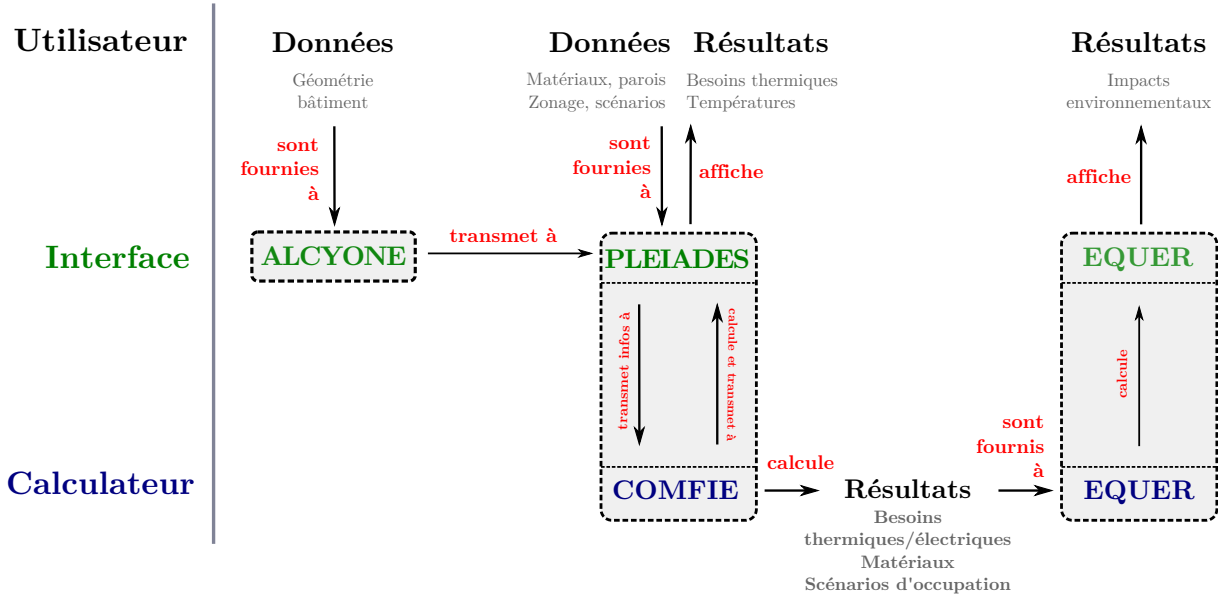 Utilisateur
Données
Géométrie
bâtiment
Données
Matériaux, parois
Zonage, scénarios
Résultats
Besoins thermiques
Températures
Résultats
Impacts
environnementaux
sont
fournies
à
sont
fournies
à
affiche
affiche
Interface
ALCYONE
transmet à
PLEIADES
EQUER
transmet infos à
calcule et transmet à
calcule
Calculateur
COMFIE
calcule
Résultats
Besoins
thermiques/électriques
Matériaux
Scénarios d'occupation
sont
fournis
à
EQUER